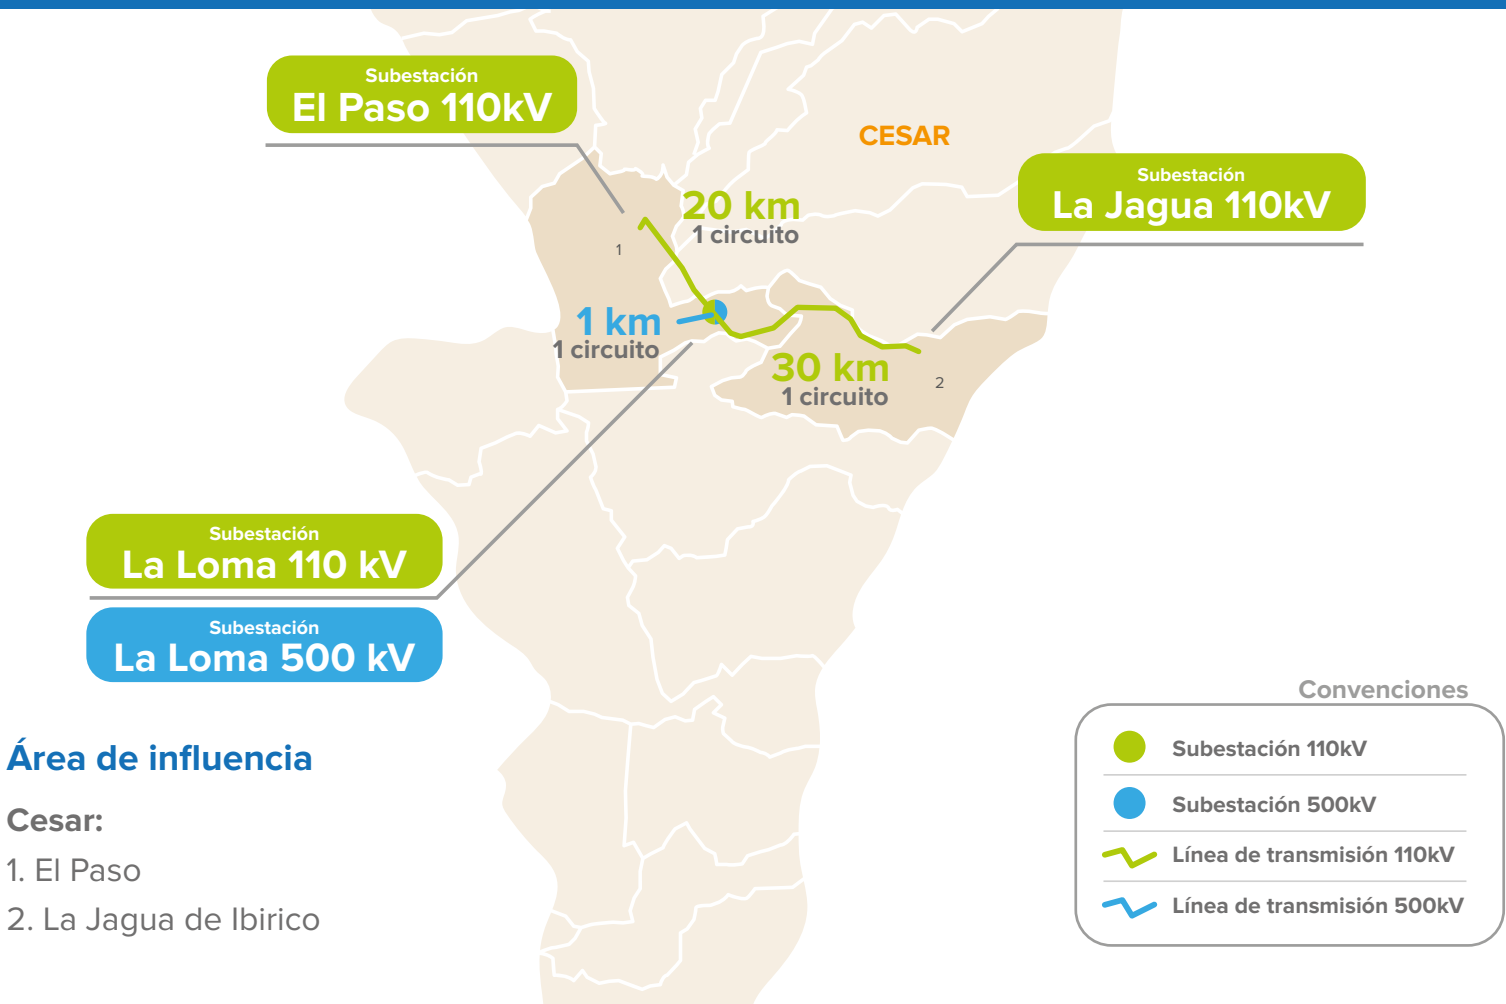 Subestación
El Paso 110kV
CESAR
Subestación
La Jagua 110kV
20 km
1 circuito
1
1 km
1 circuito
30 km
1 circuito
2
Subestación
La Loma 110 kV
Subestación
La Loma 500 kV
Área de influencia
Cesar:
1. El Paso
2. La Jagua de Ibirico
Convenciones
Subestación 110kV
Subestación 500kV
Línea de transmisión 110kV
Línea de transmisión 500kV